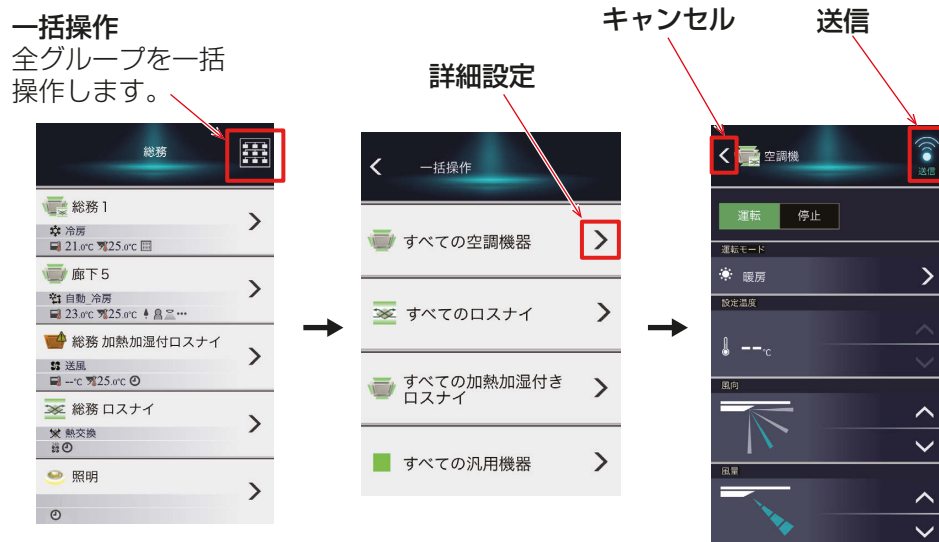 一括操作
全グループを一括
操作します。
詳細設定
キャンセル
送信
総務
総務 1
冷房
21.0℃ 25.0℃
廊下 5
自動_冷房
23.0℃ 25.0℃ …
総務 加熱加湿付ロスナイ
送風
--℃ 25.0℃
総務 ロスナイ
熱交換
照明
一括操作
すべての空調機器
すべてのロスナイ
すべての加熱加湿付き
ロスナイ
すべての汎用機器
空調機
送信
運転 停止
運転モード
暖房
設定温度
--℃
風向
風量